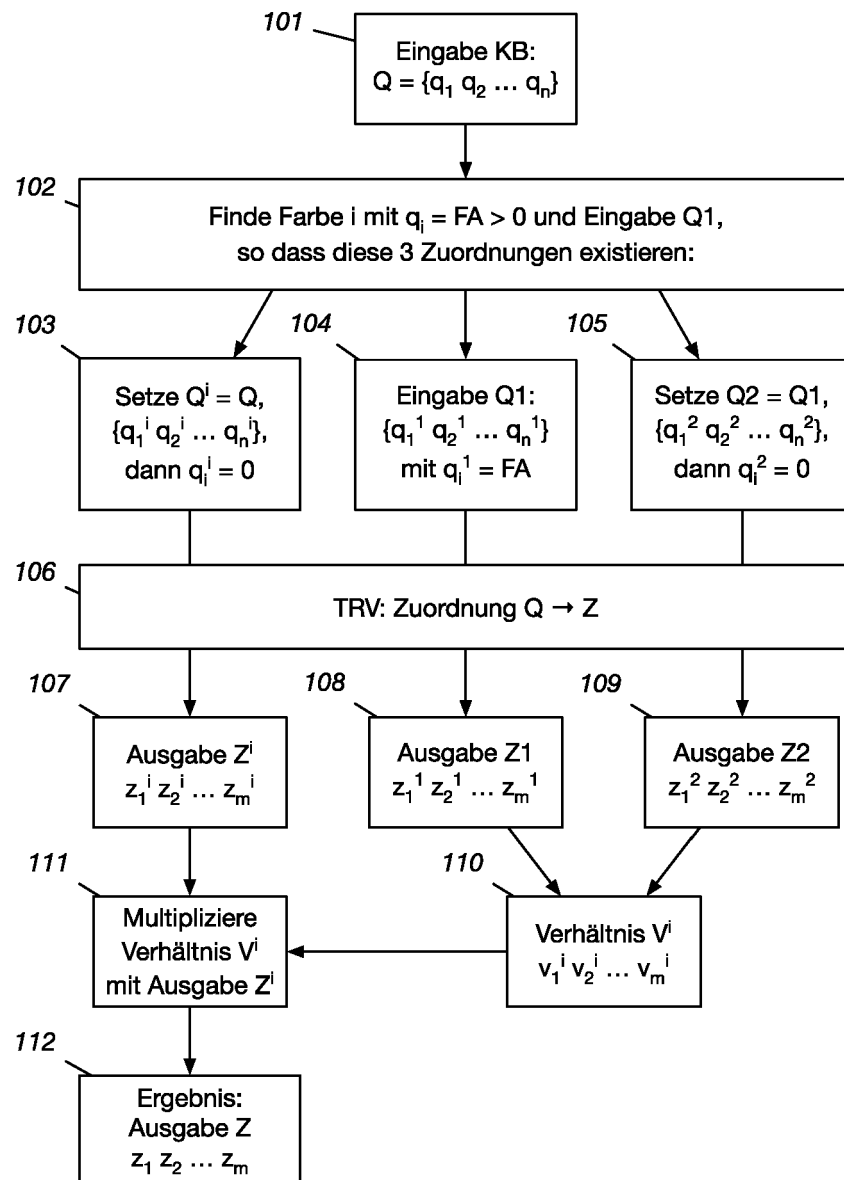 101
Eingabe KB:
Q = {q₁ q₂ … qₙ}
102
Finde Farbe i mit qᵢ = FA > 0 und Eingabe Q1,
so dass diese 3 Zuordnungen existieren:
103
Setze Qⁱ = Q,
{q₁ⁱ q₂ⁱ … qₙⁱ},
dann qᵢⁱ = 0
104
Eingabe Q1:
{q₁¹ q₂¹ … qₙ¹}
mit qᵢ¹ = FA
105
Setze Q2 = Q1,
{q₁² q₂² … qₙ²},
dann qᵢ² = 0
106
TRV: Zuordnung Q → Z
107
Ausgabe Zⁱ
z₁ⁱ z₂ⁱ … zₘⁱ
108
Ausgabe Z1
z₁¹ z₂¹ … zₘ¹
109
Ausgabe Z2
z₁² z₂² … zₘ²
110
Verhältnis Vⁱ
v₁ⁱ v₂ⁱ … vₘⁱ
111
Multipliziere
Verhältnis Vⁱ
mit Ausgabe Zⁱ
112
Ergebnis:
Ausgabe Z
z₁ z₂ … zₘ